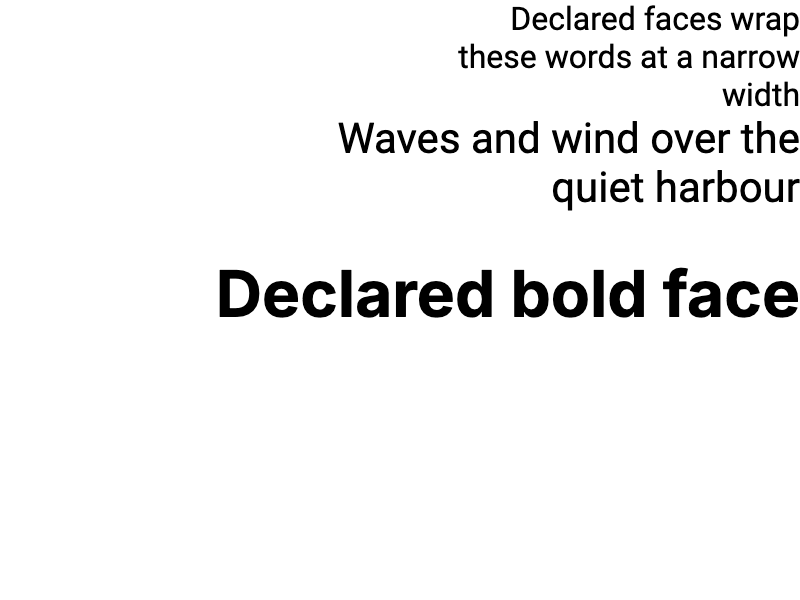 Declared faces wrap
these words at a narrow
width
Waves and wind over the
quiet harbour
Declared bold face